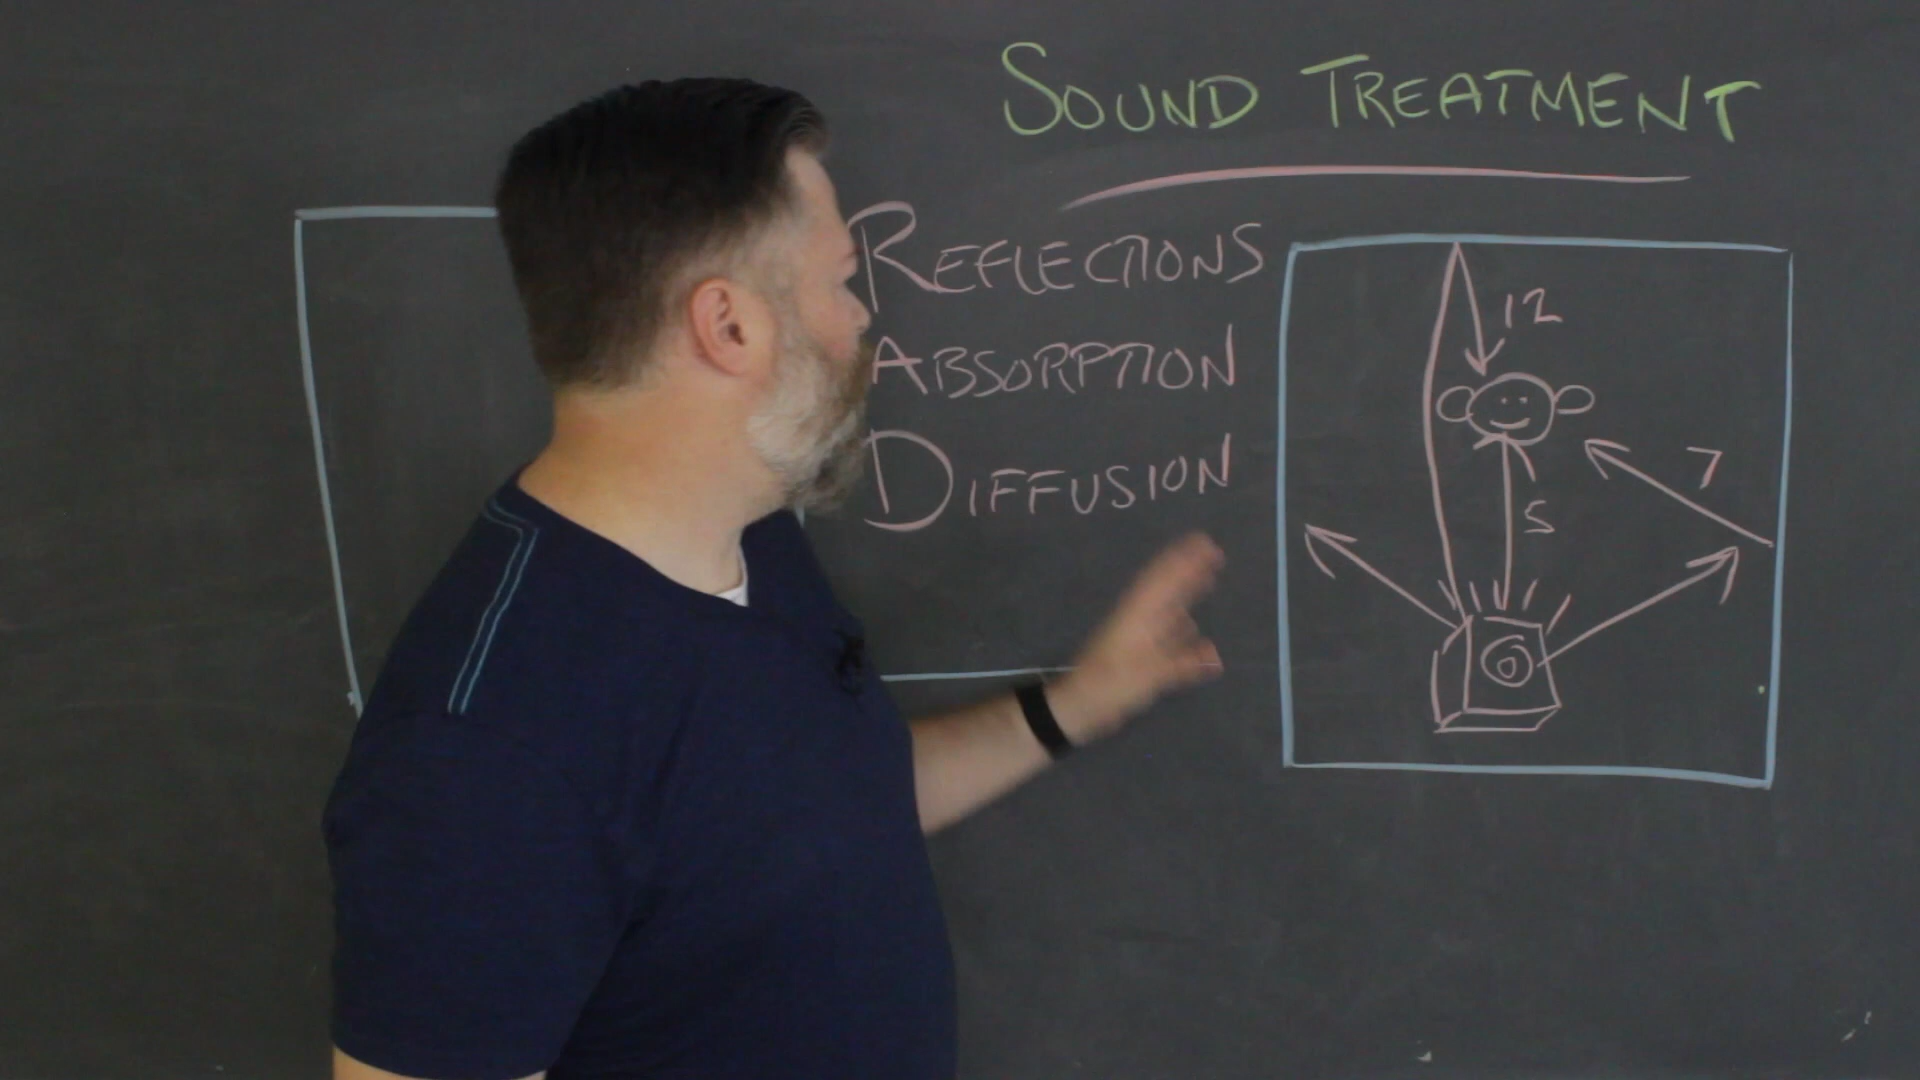 SOUND TREATMENT
REFLECTIONS
ABSORPTION
DIFFUSION
12
7
5